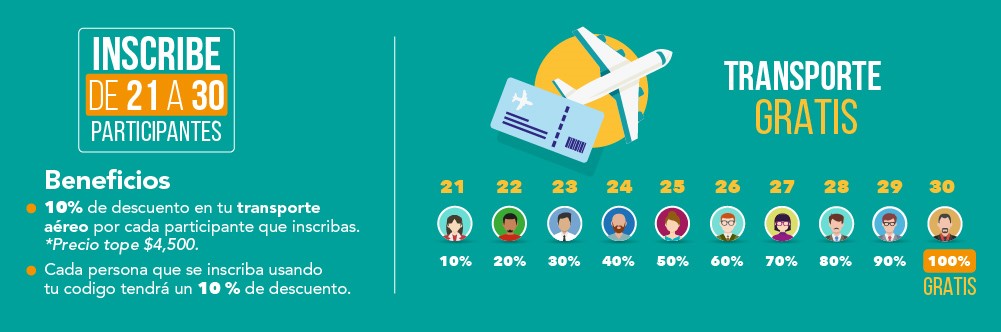 INSCRIBE
DE 21 A 30
PARTICIPANTES
Beneficios
10% de descuento en tu transporte
aéreo por cada participante que inscribas.
*Precio tope $4,500.
Cada persona que se inscriba usando
tu codigo tendrá un 10 % de descuento.
TRANSPORTE
GRATIS
21 22 23 24 25 26 27 28 29 30
10% 20% 30% 40% 50% 60% 70% 80% 90% 100%
GRATIS